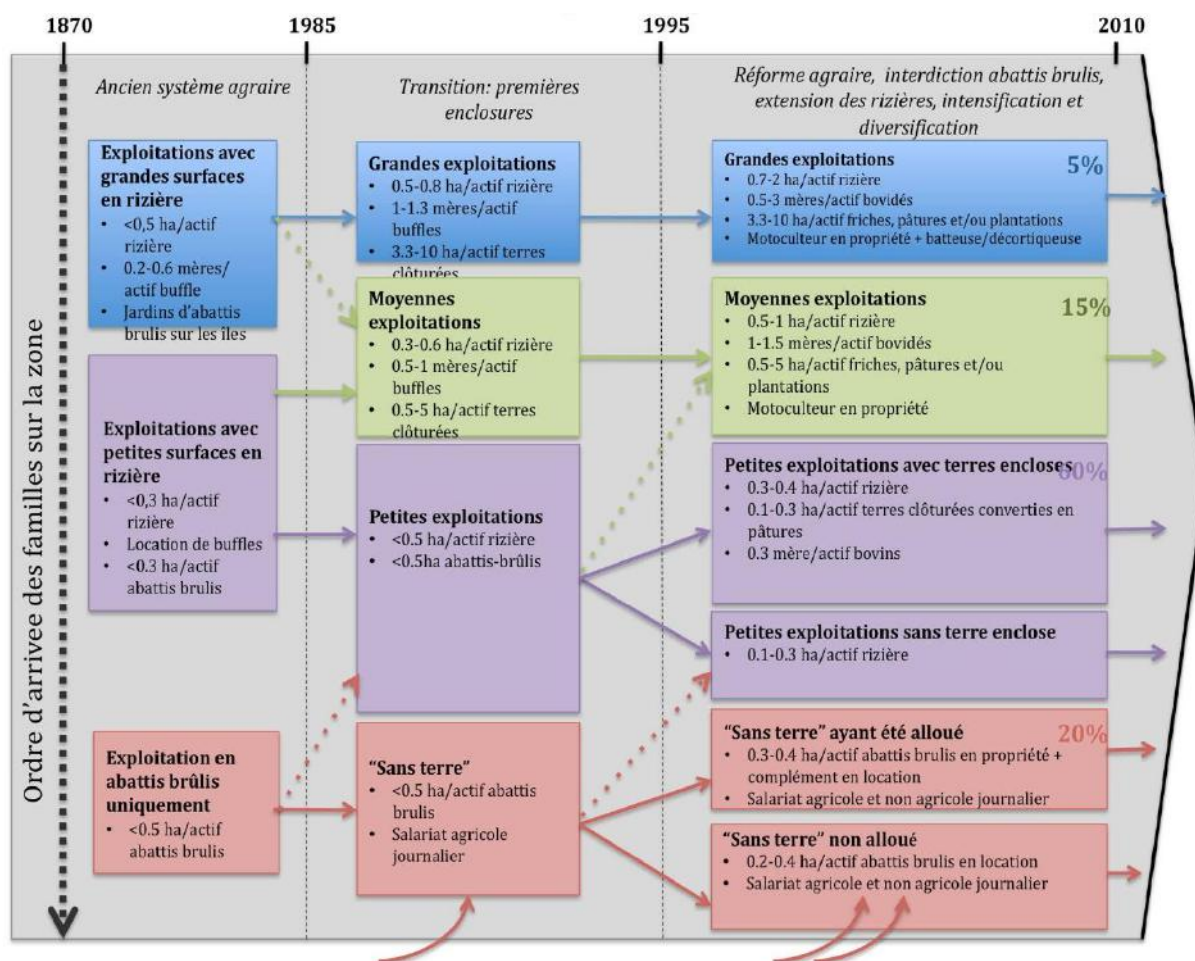 1870
1985
1995
2010
Ancien système agraire
Transition: premières
enclosures
Réforme agraire, interdiction abattis brulis,
extension des rizières, intensification et
diversification
Ordre d'arrivee des familles sur la zone
Exploitations avec
grandes surfaces
en rizière
• <0,5 ha/actif
rizière
• 0.2-0.6 mères/
actif buffle
• Jardins d'abattis
brulis sur les îles
Exploitations avec
petites surfaces en
rizière
• <0,3 ha/actif
rizière
• Location de buffles
• <0.3 ha/actif
abattis brulis
Exploitation en
abattis brûlis
uniquement
• <0.5 ha/actif
abattis brulis
Grandes exploitations
• 0.5-0.8 ha/actif rizière
• 1-1.3 mères/actif
buffles
• 3.3-10 ha/actif terres
clôturées
Moyennes
exploitations
• 0.3-0.6 ha/actif rizière
• 0.5-1 mères/actif
buffles
• 0.5-5 ha/actif terres
clôturées
Petites exploitations
• <0.5 ha/actif rizière
• <0.5ha abattis-brûlis
"Sans terre"
• <0.5 ha/actif abattis
brulis
• Salariat agricole
journalier
Grandes exploitations
5%
• 0.7-2 ha/actif rizière
• 0.5-3 mères/actif bovidés
• 3.3-10 ha/actif friches, pâtures et/ou plantations
• Motoculteur en propriété + batteuse/décortiqueuse
Moyennes exploitations
15%
• 0.5-1 ha/actif rizière
• 1-1.5 mères/actif bovidés
• 0.5-5 ha/actif friches, pâtures et/ou
plantations
• Motoculteur en propriété
Petites exploitations avec terres encloses
60%
• 0.3-0.4 ha/actif rizière
• 0.1-0.3 ha/actif terres clôturées converties en
pâtures
• 0.3 mère/actif bovins
Petites exploitations sans terre enclose
• 0.1-0.3 ha/actif rizière
"Sans terre" ayant été alloué
20%
• 0.3-0.4 ha/actif abattis brulis en propriété +
complément en location
• Salariat agricole et non agricole journalier
"Sans terre" non alloué
• 0.2-0.4 ha/actif abattis brulis en location
• Salariat agricole et non agricole journalier